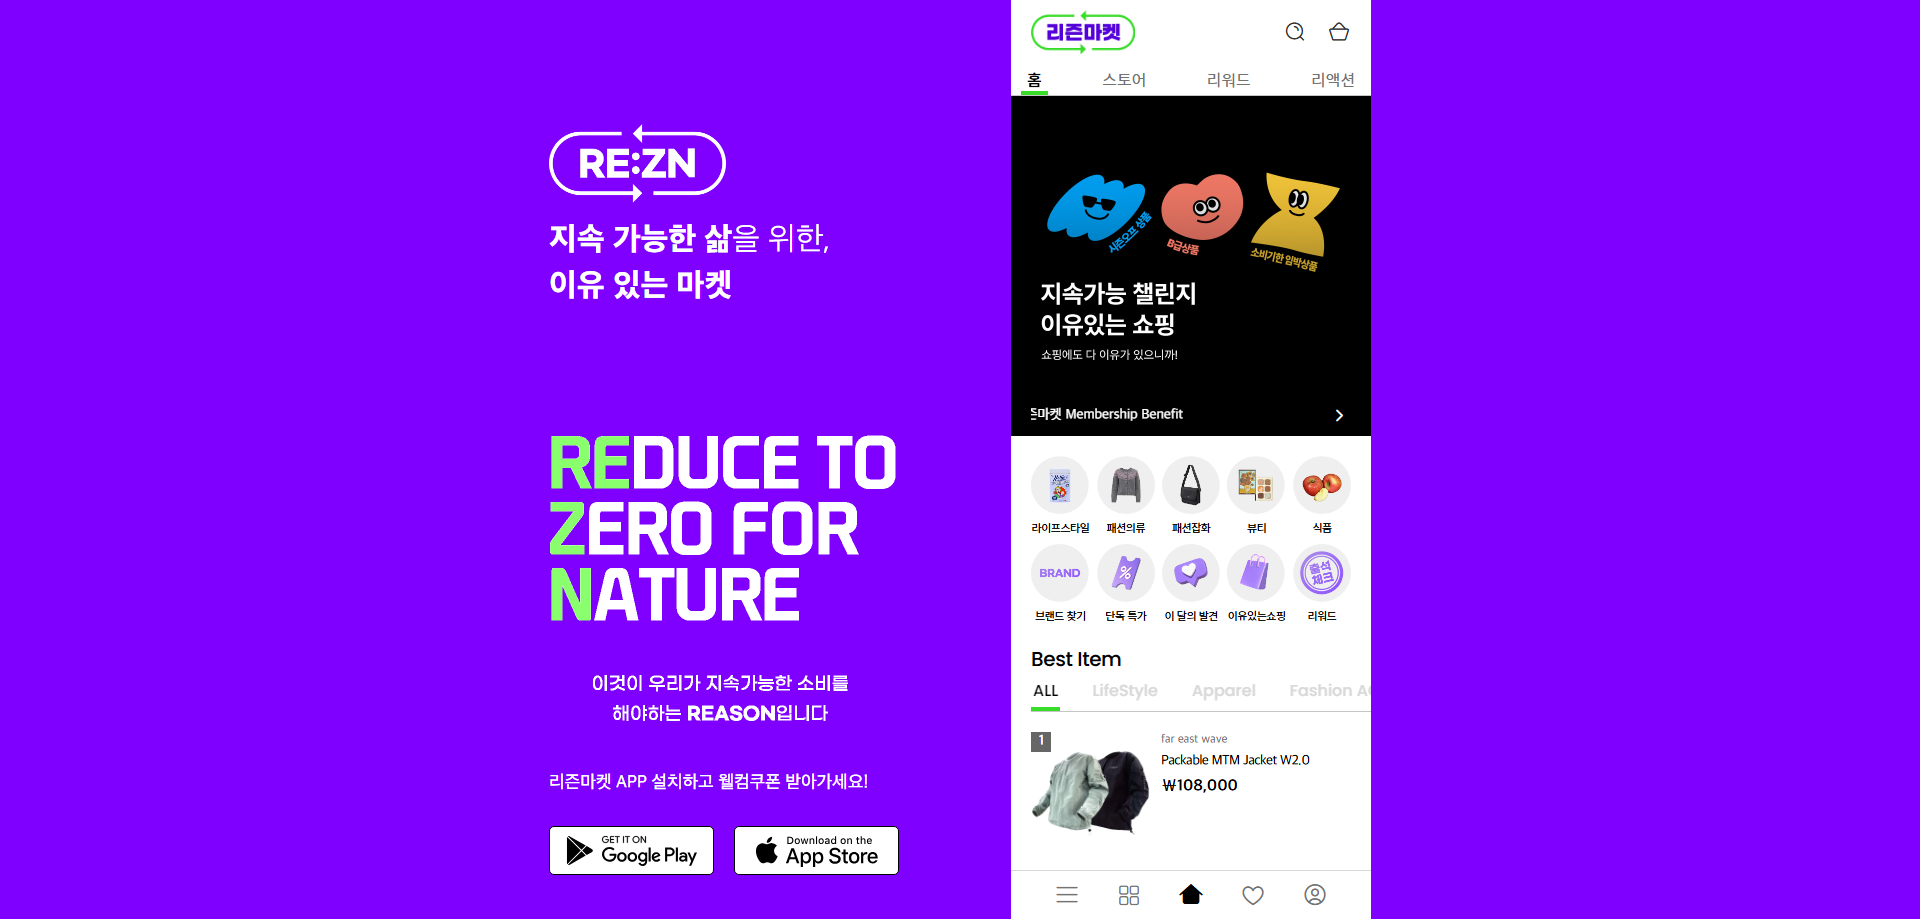 RE:ZN
지속 가능한 삶을 위한,
이유 있는 마켓
REDUCE TO
ZERO FOR
NATURE
이것이 우리가 지속가능한 소비를
해야하는 REASON입니다
리즌마켓 APP 설치하고 웰컴쿠폰 받아가세요!
GET IT ON
Google Play
Download on the
App Store
리즌마켓
홈 스토어 리워드 리액션
시즌오프 상품
B급상품
소비기한 임박상품
지속가능 챌린지
이유있는 쇼핑
쇼핑에도 다 이유가 있으니까!
즌마켓 Membership Benefit
라이프스타일 패션의류 패션잡화 뷰티 식품
BRAND
%
출석
체크
브랜드 찾기 단독 특가 이 달의 발견 이유있는쇼핑 리워드
Best Item
ALL LifeStyle Apparel Fashion A
1
far east wave
Packable MTM Jacket W2.0
₩108,000